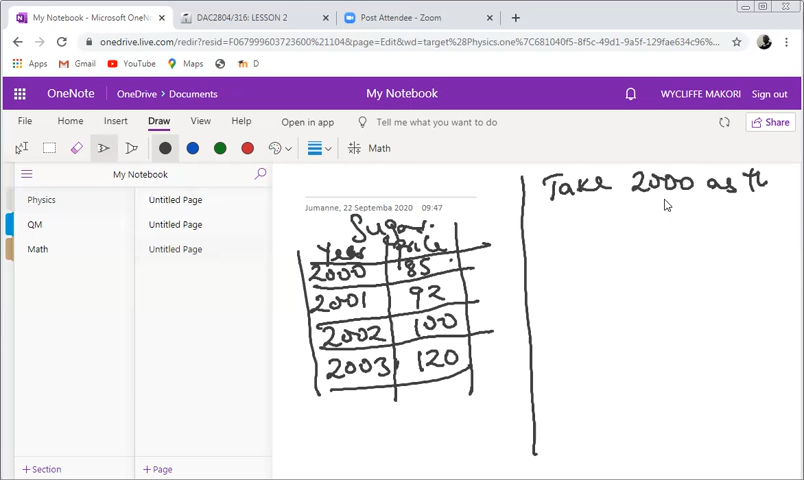 My Notebook - Microsoft OneNo
DAC2804/316: LESSON 2
Post Attendee - Zoom
onedrive.live.com/redir?resid=F067999603723600%21104&page=Edit&wd=target%28Physics.one%7C681040f5-8f5c-49d1-9a5f-129fae634c96%...
Apps
Gmail
YouTube
Maps
D
OneNote
OneDrive > Documents
My Notebook
WYCLIFFE MAKORI
Sign out
File
Home
Insert
Draw
View
Help
Open in app
Tell me what you want to do
Share
Math
My Notebook
Physics
QM
Math
Untitled Page
Untitled Page
Untitled Page
Jumanne, 22 Septemba 2020 09:47
Sugar.
Year Price
2000 85
2001 92
2002 100
2003 120
Take 2000 as th
+ Section
+ Page